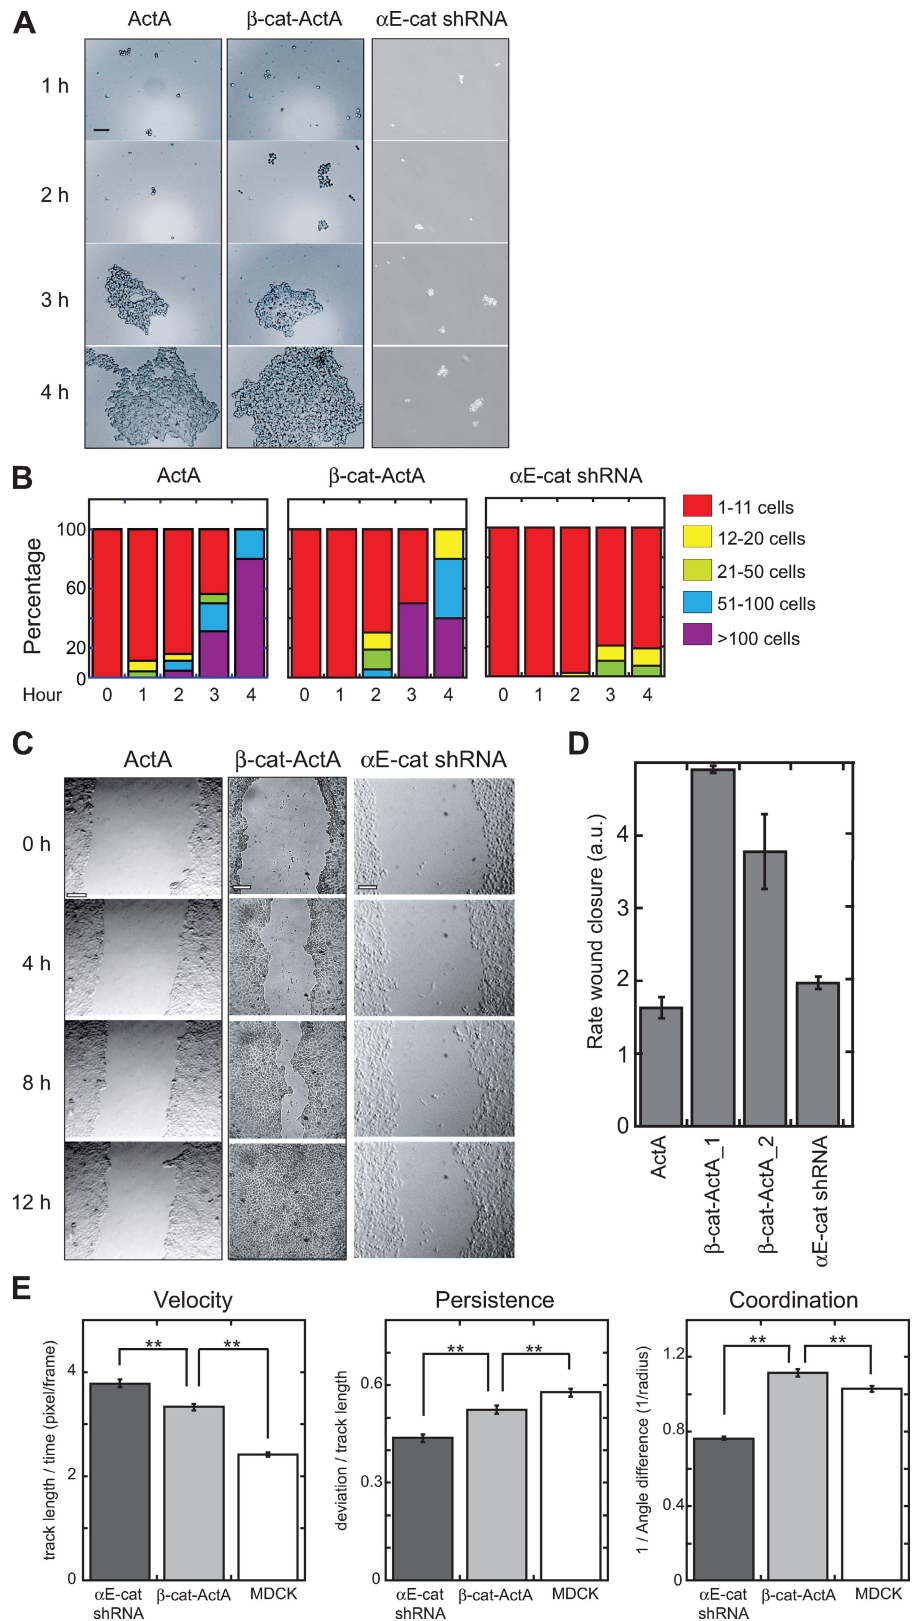 A
ActA
β-cat-ActA
αE-cat shRNA
1 h
2 h
3 h
4 h
B
ActA
β-cat-ActA
αE-cat shRNA
Percentage
100
60
20
0
Hour
0 1 2 3 4
0 1 2 3 4
0 1 2 3 4
1-11 cells
12-20 cells
21-50 cells
51-100 cells
>100 cells
C
ActA
β-cat-ActA
αE-cat shRNA
0 h
4 h
8 h
12 h
D
Rate wound closure (a.u.)
4
3
2
1
0
ActA
β-cat-ActA_1
β-cat-ActA_2
αE-cat shRNA
E
Velocity
track length / time (pixel/frame)
4
2
0
**
**
αE-cat
shRNA
β-cat-ActA
MDCK
Persistence
deviation / track length
0.6
0.3
0
**
**
αE-cat
shRNA
β-cat-ActA
MDCK
Coordination
1 / Angle difference (1/radius)
1.2
0.8
0.4
0
**
**
αE-cat
shRNA
β-cat-ActA
MDCK